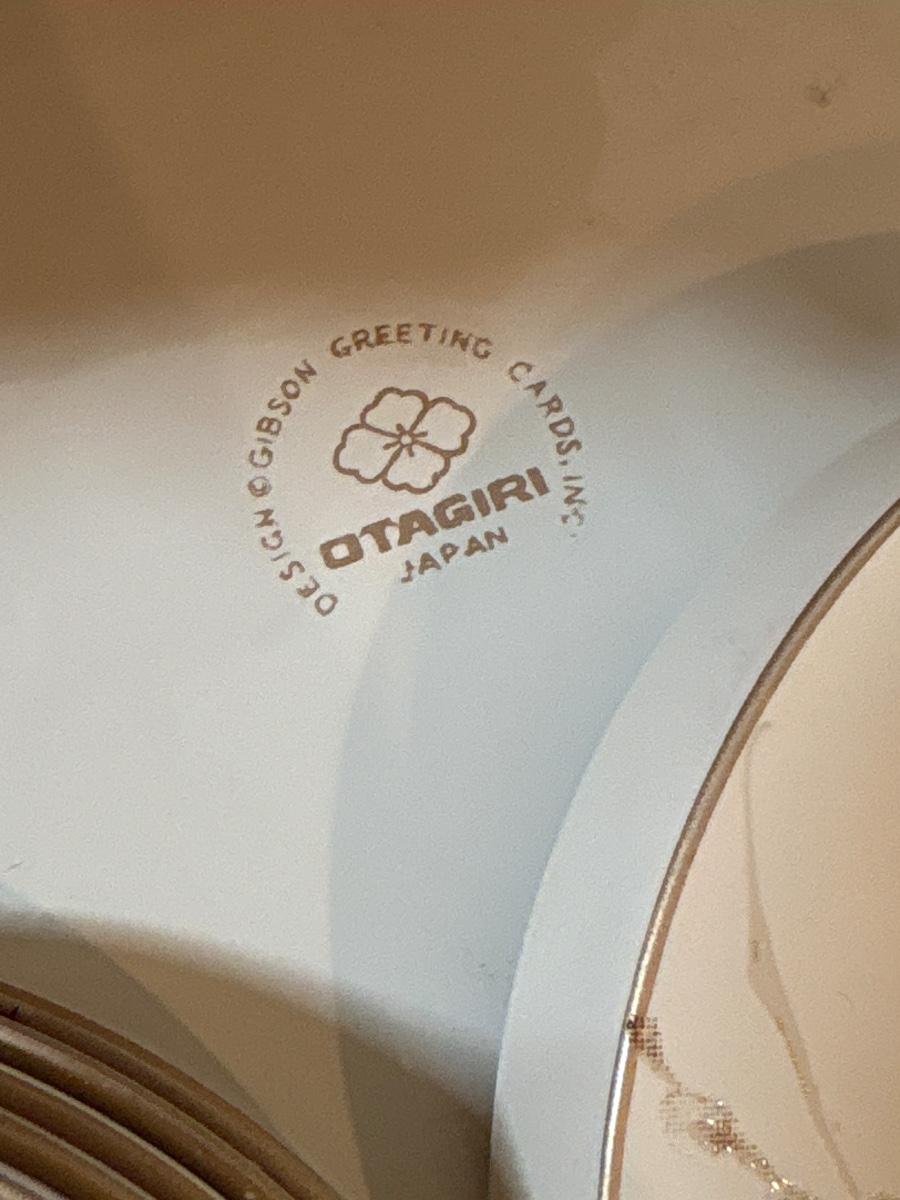 DESIGN © GIBSON GREETING CARDS, INC.
OTAGIRI
JAPAN